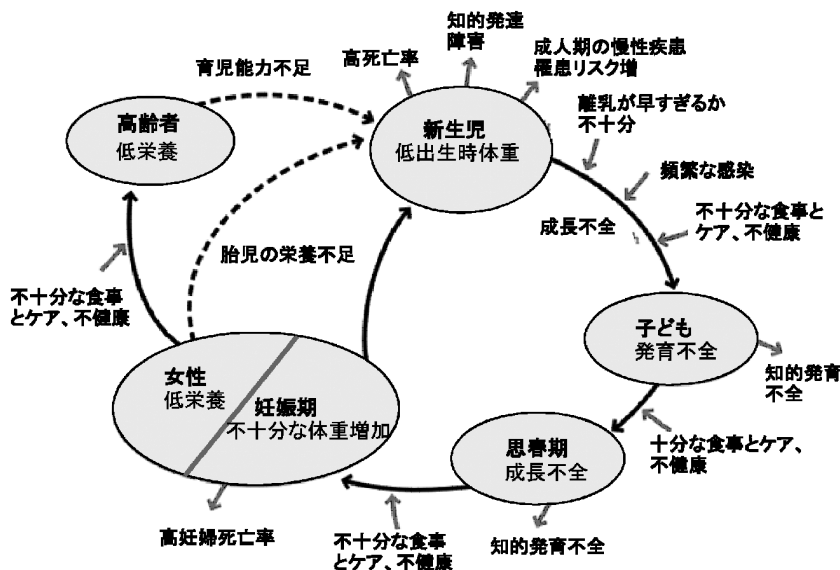 知的発達
障害
高死亡率
成人期の慢性疾患
罹患リスク増
育児能力不足
離乳が早すぎるか
不十分
高齢者
低栄養
新生児
低出生時体重
頻繁な感染
不十分な食事と
ケア、不健康
成長不全
胎児の栄養不足
不十分な食事
とケア、不健康
子ども
発育不全
知的発育
不全
女性
低栄養
妊娠期
不十分な体重増加
思春期
成長不全
十分な食事とケア、
不健康
高妊婦死亡率
不十分な食事
とケア、不健康
知的発育不全